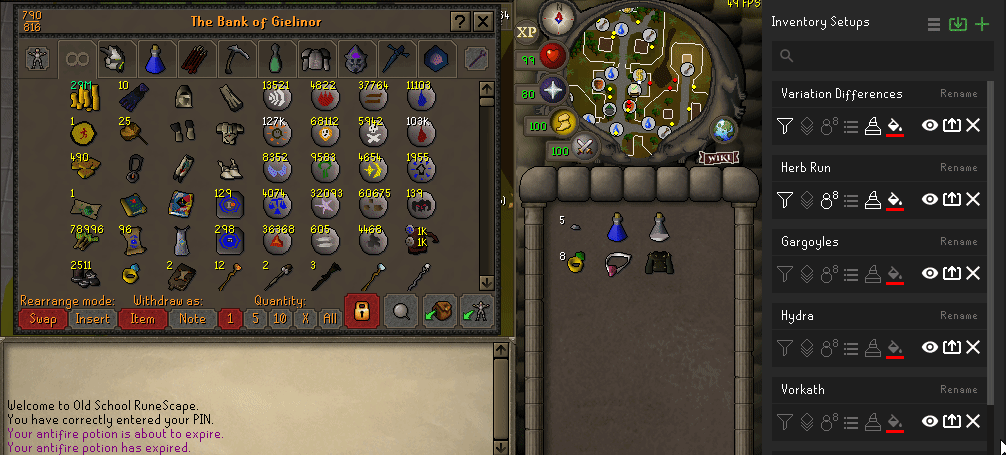 790
816
The Bank of Gielinor
29M 10 13521 4822 37764 11103
1 25 127K 68112 5942 103K
490 8352 9583 4654 1955
1 129 4074 32093 60675 139
78996 96 298 36368 605 4468 1K
1K
2511 2 12 2 3
Rearrange mode: Withdraw as: Quantity:
Swap Insert Item Note 1 5 10 X All
Welcome to Old School RuneScape.
You have correctly entered your PIN.
Your antifire potion is about to expire.
Your antifire potion has expired.
49 FPS
XP
99
80
100
100
WIKI
5
8
Inventory Setups
Variation Differences Rename
Herb Run Rename
Gargoyles Rename
Hydra Rename
Vorkath Rename